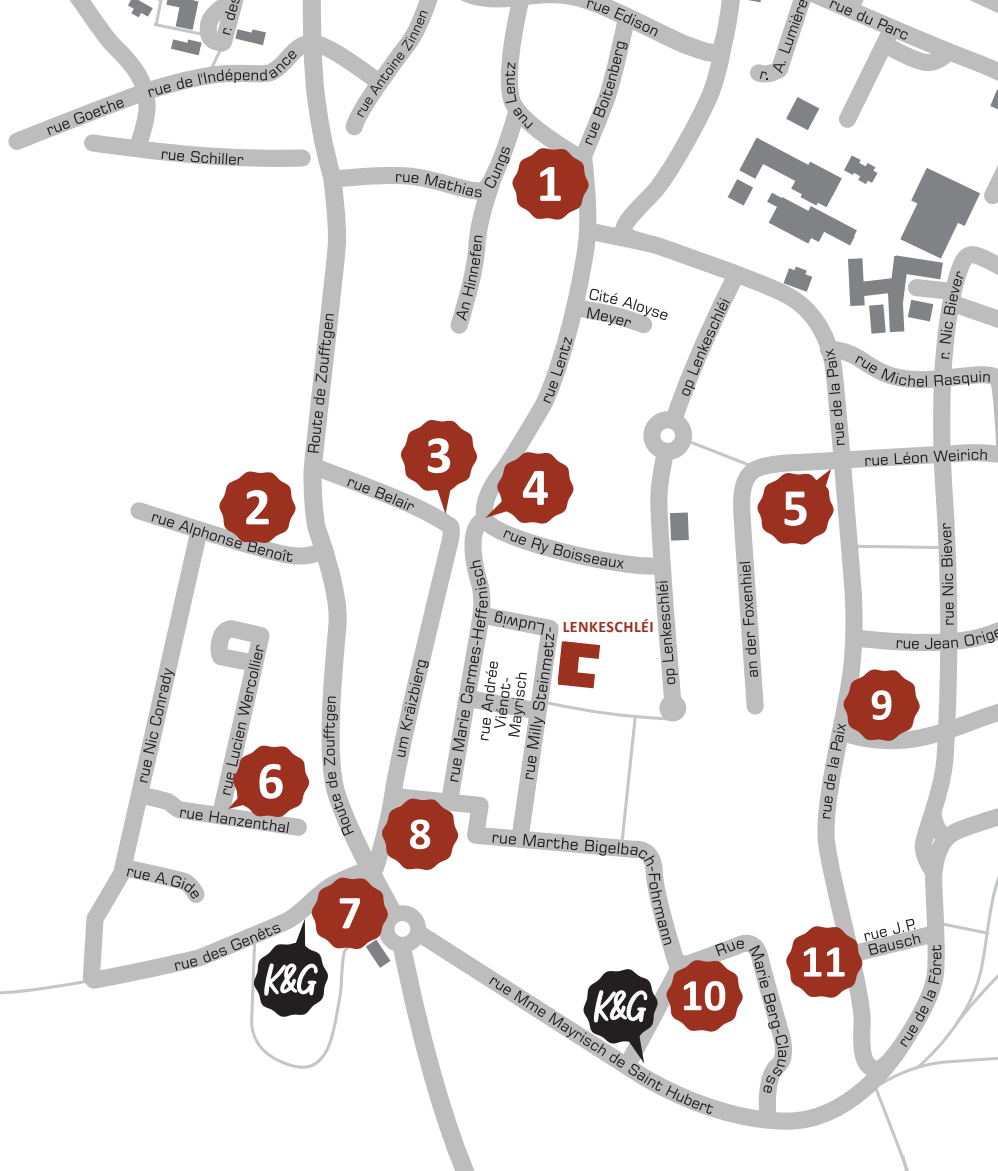 r. des
rue Edison
rue du Parc
r. A. Lumière
rue Antoine Zinnen
rue de l'Indépendance
rue Goethe
rue Lentz
rue Boitenberg
rue Schiller
rue Mathias
Cungs
1
An Hinnefen
Cité Aloyse
Meyer
op Lenkeschléi
r. Nic Biever
Route de Zoufftgen
rue Lentz
rue de la Paix
rue Michel Rasquin
3
rue Léon Weirich
rue Belair
4
2
5
rue Alphonse Benoît
rue Ry Boisseaux
rue Nic Biever
an der Foxenhiel
op Lenkeschléi
rue Marie Carmes-Heffenisch
Ludwig
rue Milly Steinmetz-
LENKESCHLÉI
rue Jean Orige
rue Andrée
Viénot-
Mayrisch
um Kräizbierg
rue Nic Conrady
rue Lucien Wercollier
Route de Zoufftgen
9
rue de la Paix
6
rue Hanzenthal
8
rue Marthe Bigelbach-Fohrmann
rue A.Gide
7
rue des Genêts
K&G
rue J.P.
Bausch
11
Rue
Marie Berg-Clanssen
10
K&G
rue Mme Mayrisch de Saint Hubert
rue de la Fôret